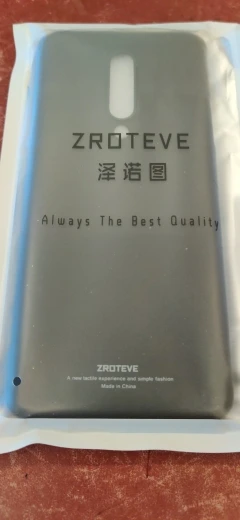 ZROTEVE
泽诺图
Always The Best Quality
ZROTEVE
A new tactile experience and simple fashion
Made in China